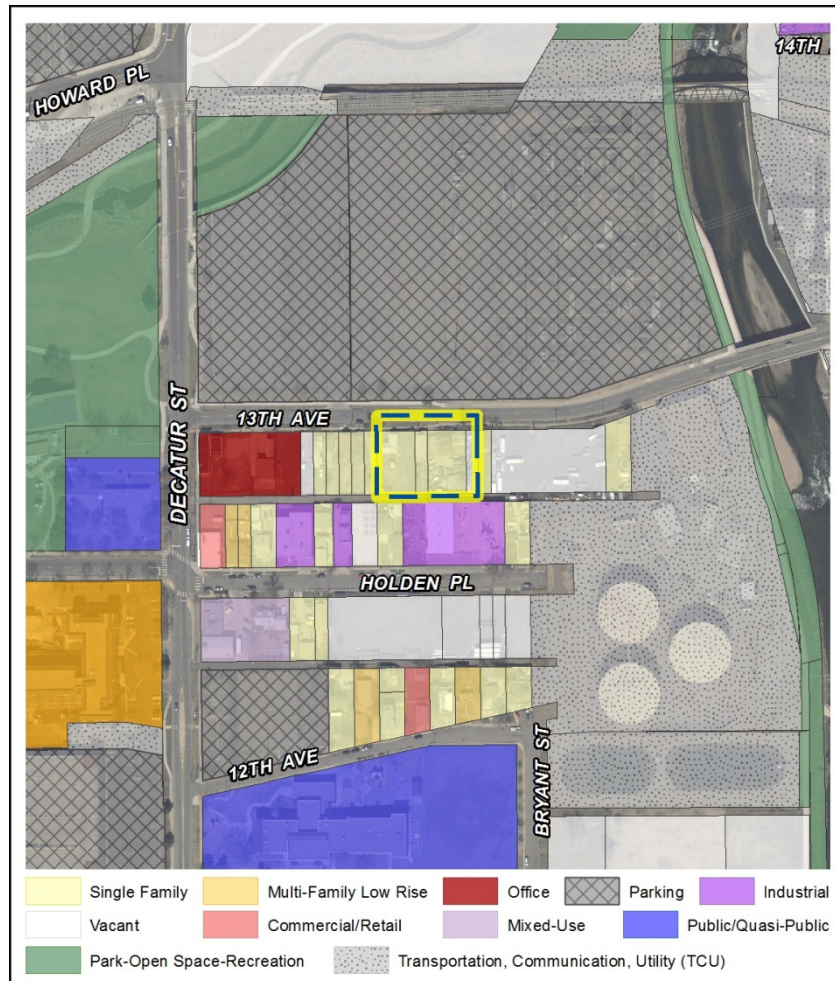 14TH
HOWARD PL
DECATUR ST
13TH AVE
HOLDEN PL
12TH AVE
BRYANT ST
Single Family Multi-Family Low Rise Office Parking Industrial
Vacant Commercial/Retail Mixed-Use Public/Quasi-Public
Park-Open Space-Recreation Transportation, Communication, Utility (TCU)